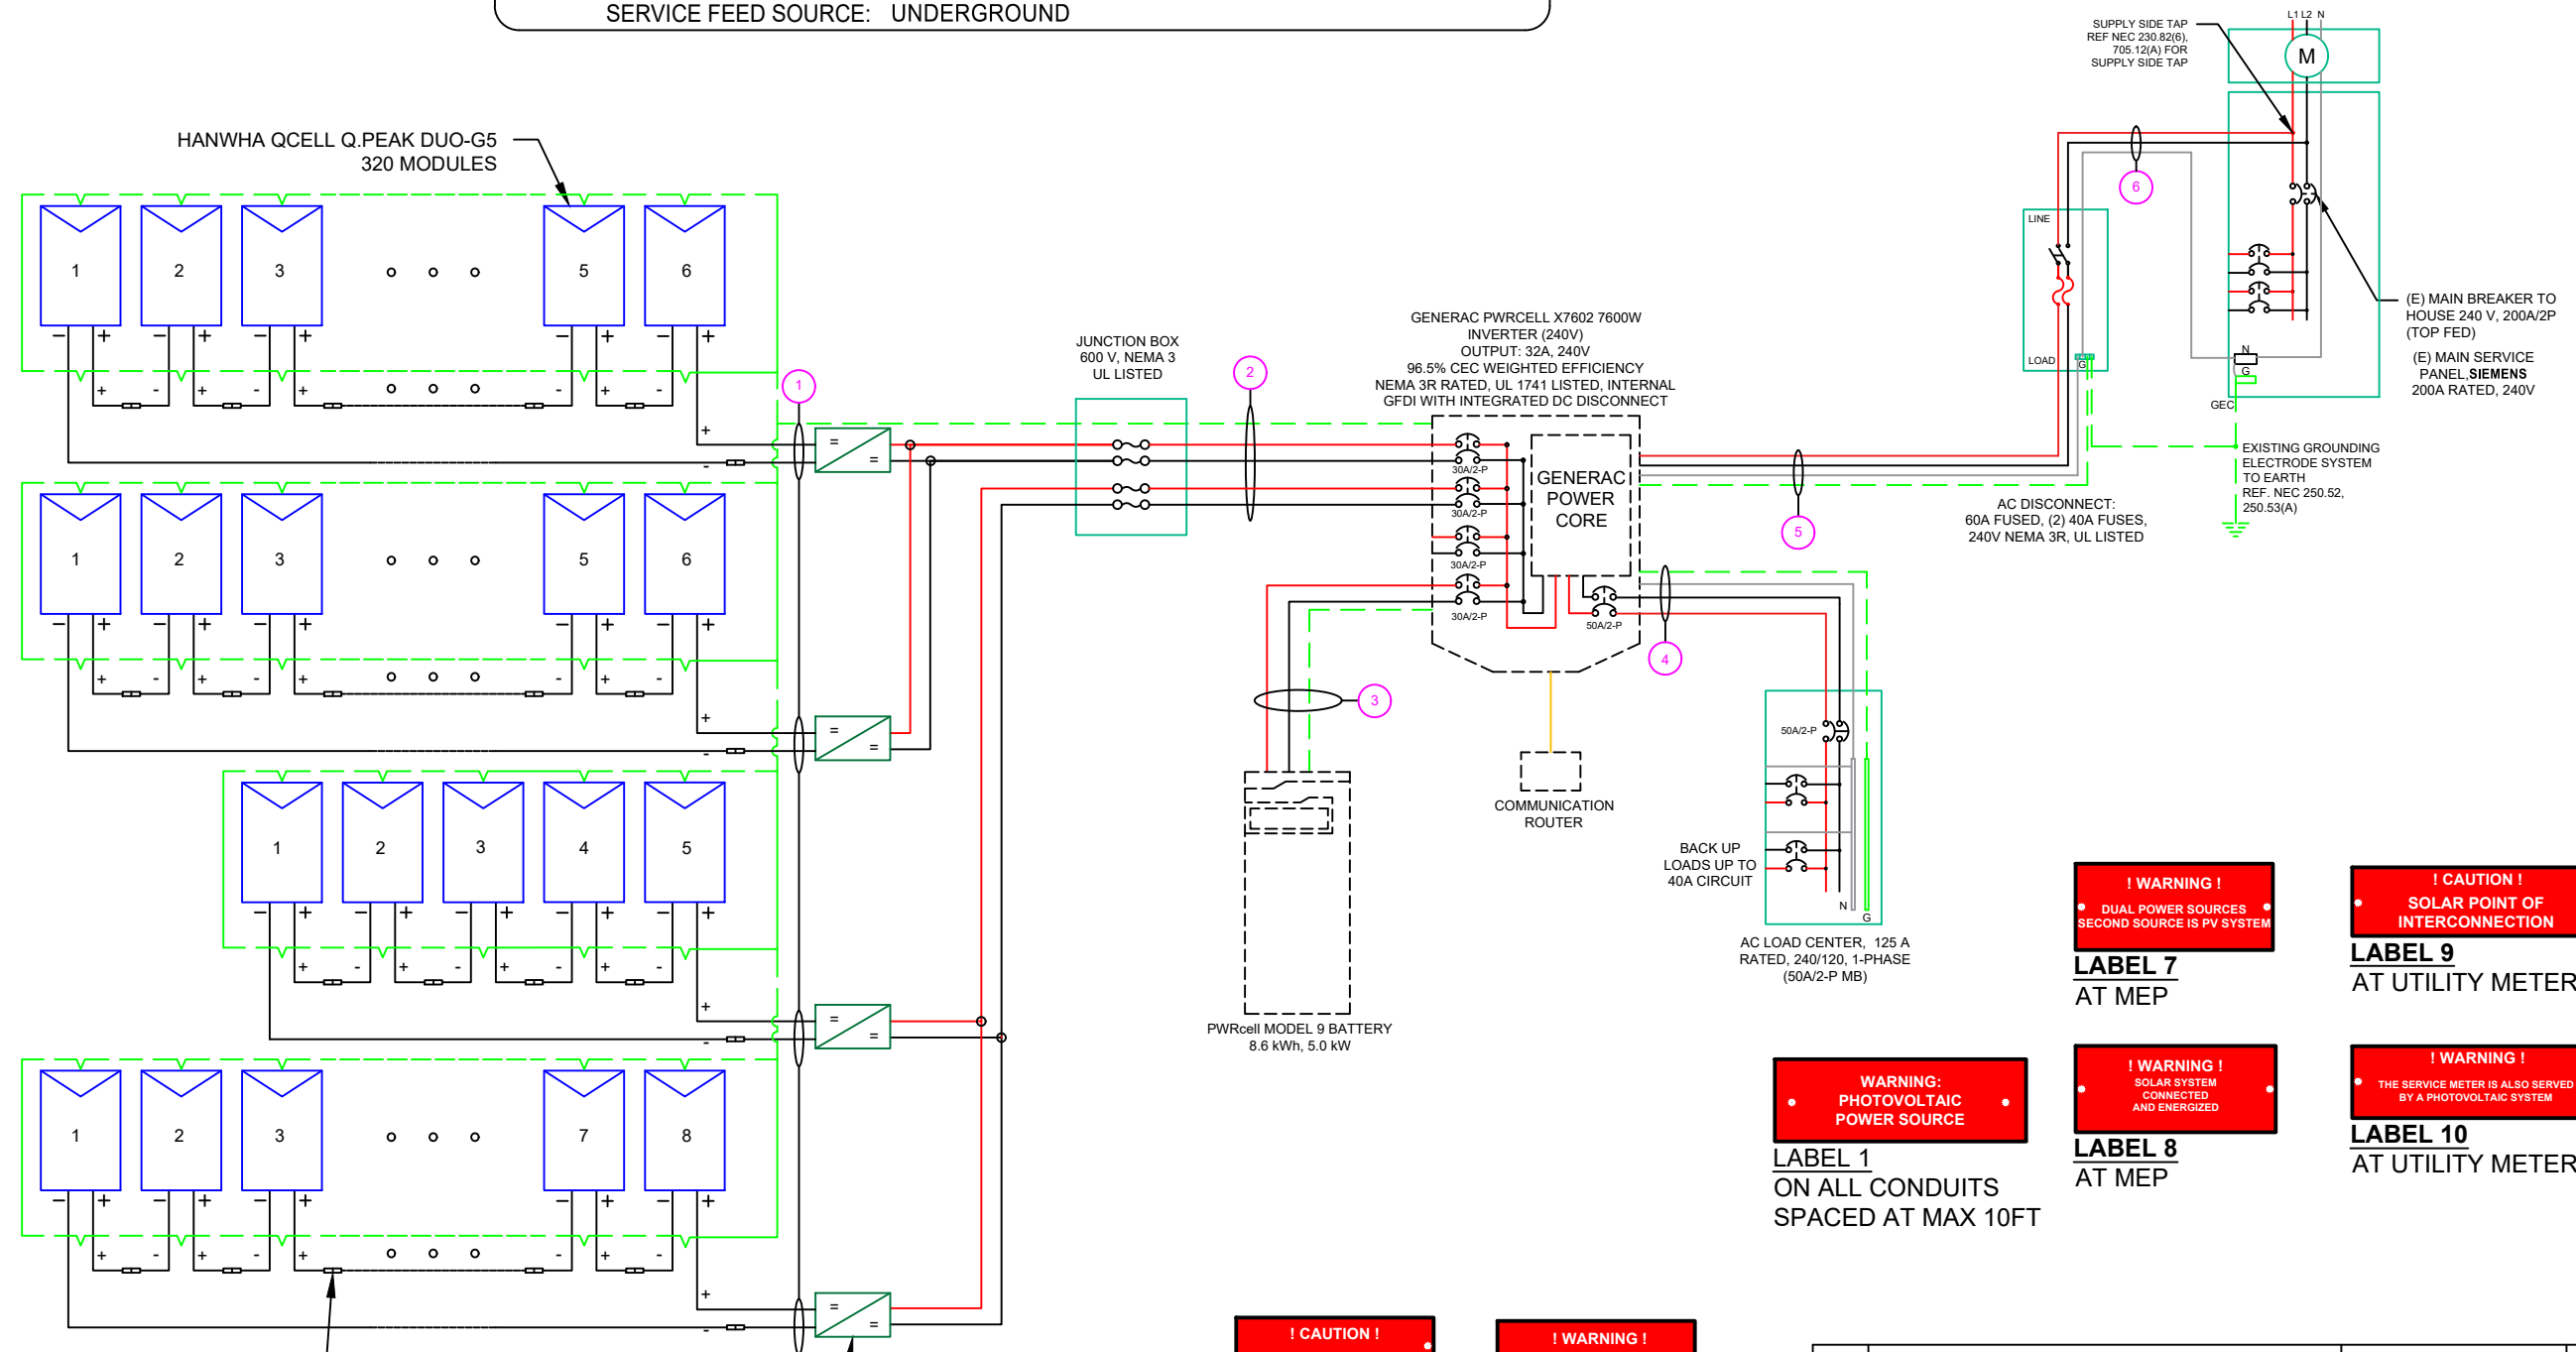 SERVICE FEED SOURCE: UNDERGROUND
SUPPLY SIDE TAP
REF NEC 230.82(6),
705.12(A) FOR
SUPPLY SIDE TAP
L1 L2 N
M
HANWHA QCELL Q.PEAK DUO-G5
320 MODULES
1 2 3 5 6
− + − + − + − + − +
+ - + - + - + -
+
-
1
JUNCTION BOX
600 V, NEMA 3
UL LISTED
2
GENERAC PWRCELL X7602 7600W
INVERTER (240V)
OUTPUT: 32A, 240V
96.5% CEC WEIGHTED EFFICIENCY
NEMA 3R RATED, UL 1741 LISTED, INTERNAL
GFDI WITH INTEGRATED DC DISCONNECT
30A/2-P
30A/2-P
30A/2-P
30A/2-P
GENERAC
POWER
CORE
50A/2-P
6
LINE
LOAD
G
(E) MAIN BREAKER TO
HOUSE 240 V, 200A/2P
(TOP FED)
(E) MAIN SERVICE
PANEL,SIEMENS
200A RATED, 240V
N
G
GEC
EXISTING GROUNDING
ELECTRODE SYSTEM
TO EARTH
REF. NEC 250.52,
250.53(A)
5
AC DISCONNECT:
60A FUSED, (2) 40A FUSES,
240V NEMA 3R, UL LISTED
4
= =
1 2 3 5 6
− + − + − + − + − +
+ - + - + - + -
+
-
= =
3
PWRcell MODEL 9 BATTERY
8.6 kWh, 5.0 kW
COMMUNICATION
ROUTER
50A/2-P
BACK UP
LOADS UP TO
40A CIRCUIT
N
G
AC LOAD CENTER, 125 A
RATED, 240/120, 1-PHASE
(50A/2-P MB)
1 2 3 4 5
− + − + − + − + − +
+ - + - + - + -
+
-
= =
1 2 3 7 8
− + − + − + − + − +
+ - + - + - + -
+
-
= =
! WARNING !
DUAL POWER SOURCES
SECOND SOURCE IS PV SYSTEM
LABEL 7
AT MEP
! CAUTION !
SOLAR POINT OF
INTERCONNECTION
LABEL 9
AT UTILITY METER
WARNING:
PHOTOVOLTAIC
POWER SOURCE
LABEL 1
ON ALL CONDUITS
SPACED AT MAX 10FT
! WARNING !
SOLAR SYSTEM
CONNECTED
AND ENERGIZED
LABEL 8
AT MEP
! WARNING !
THE SERVICE METER IS ALSO SERVED
BY A PHOTOVOLTAIC SYSTEM
LABEL 10
AT UTILITY METER
! CAUTION !
! WARNING !